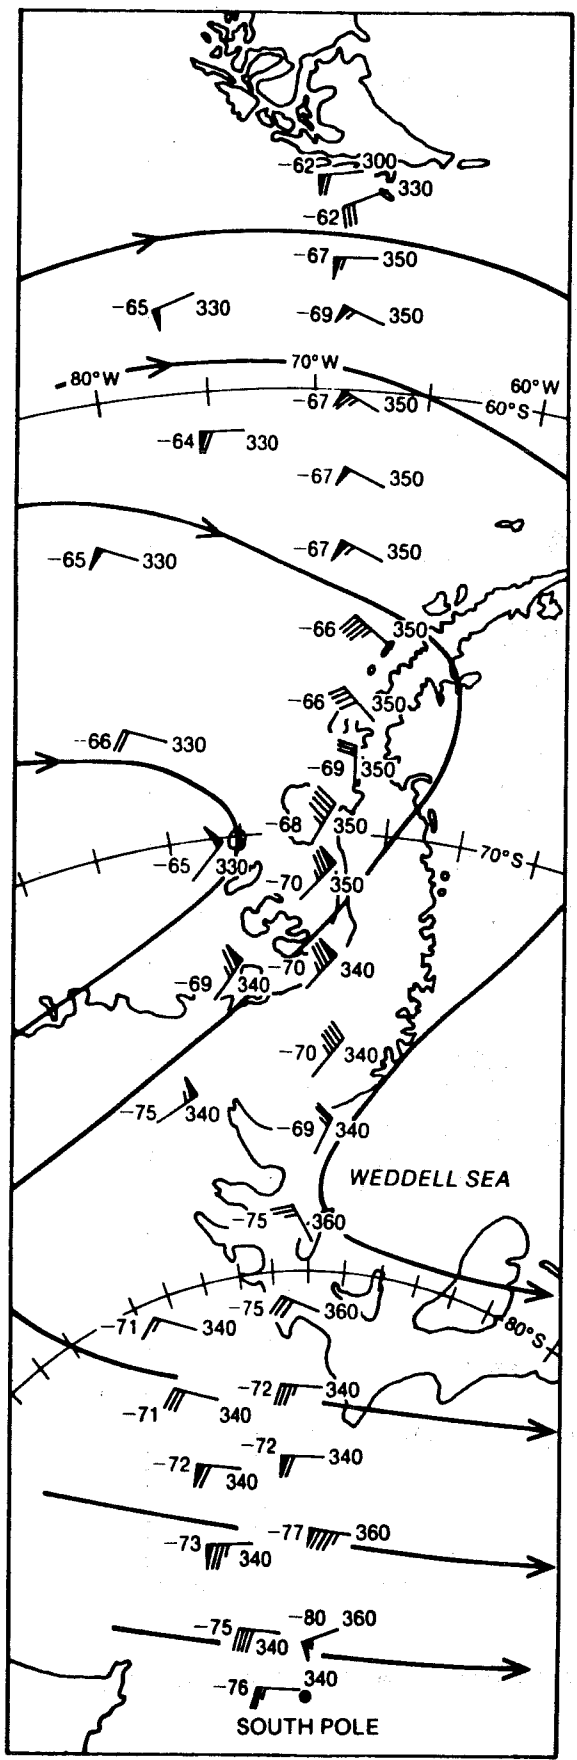 -62 300
330
-62
-67 350
-65 330 -69 350
70°W
80°W 60°W
-67 350 60°S
-64 330
-67 350
-65 330 -67 350
-66 350
-66 350
-66 330
-69 350
-68 350
-65 330 70°S
-70 350
-70 340
-69 340
-70 340
-75 340
-69 340
WEDDELL SEA
-75 360
-75 360
-71 340 80°S
-72 340
-71 340
-72 340
-72 340
-77 360
-73 340
-75 340 -80 360
340
-76
SOUTH POLE